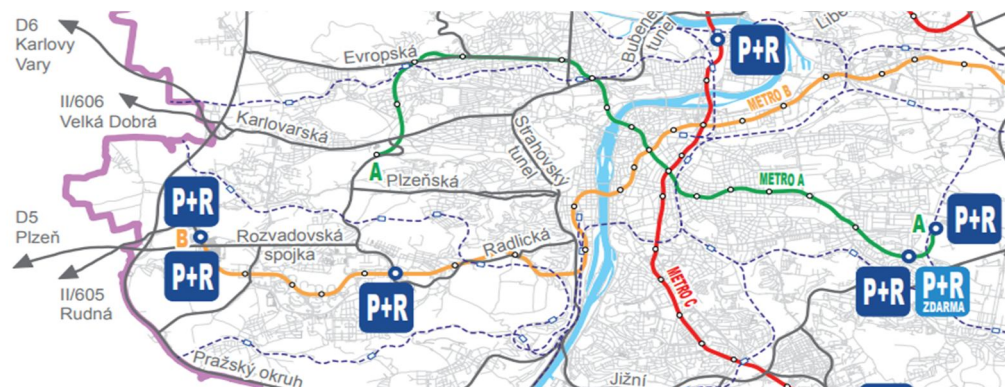 D6
Karlovy
Vary
Evropská
Bubeneč
tunel
P+R
METRO B
II/606
Velká Dobrá
Karlovarská
Strahovský
tunel
A
Plzeňská
METRO A
P+R
D5
Plzeň
B
Rozvadovská
spojka
Radlická
A
P+R
P+R
II/605
Rudná
P+R
METRO C
P+R
P+R
ZDARMA
Pražský okruh
Jižní